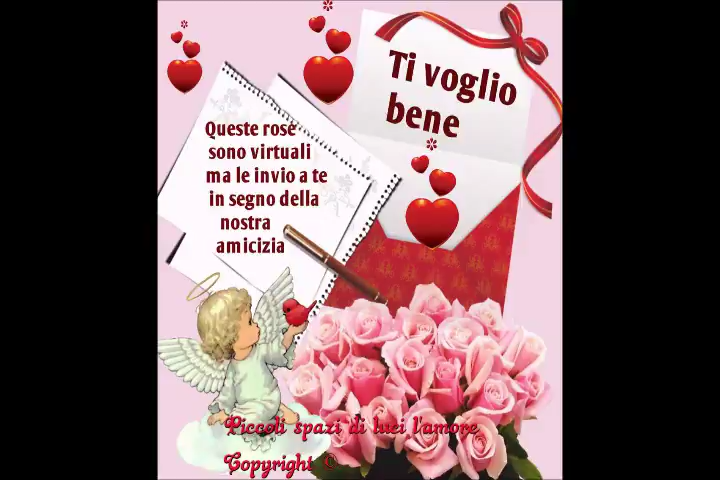 Ti voglio
bene
Queste rose
sono virtuali
ma le invio a te
in segno della
nostra
amicizia
Piccoli spazi di luci l'amore
Copyright ©